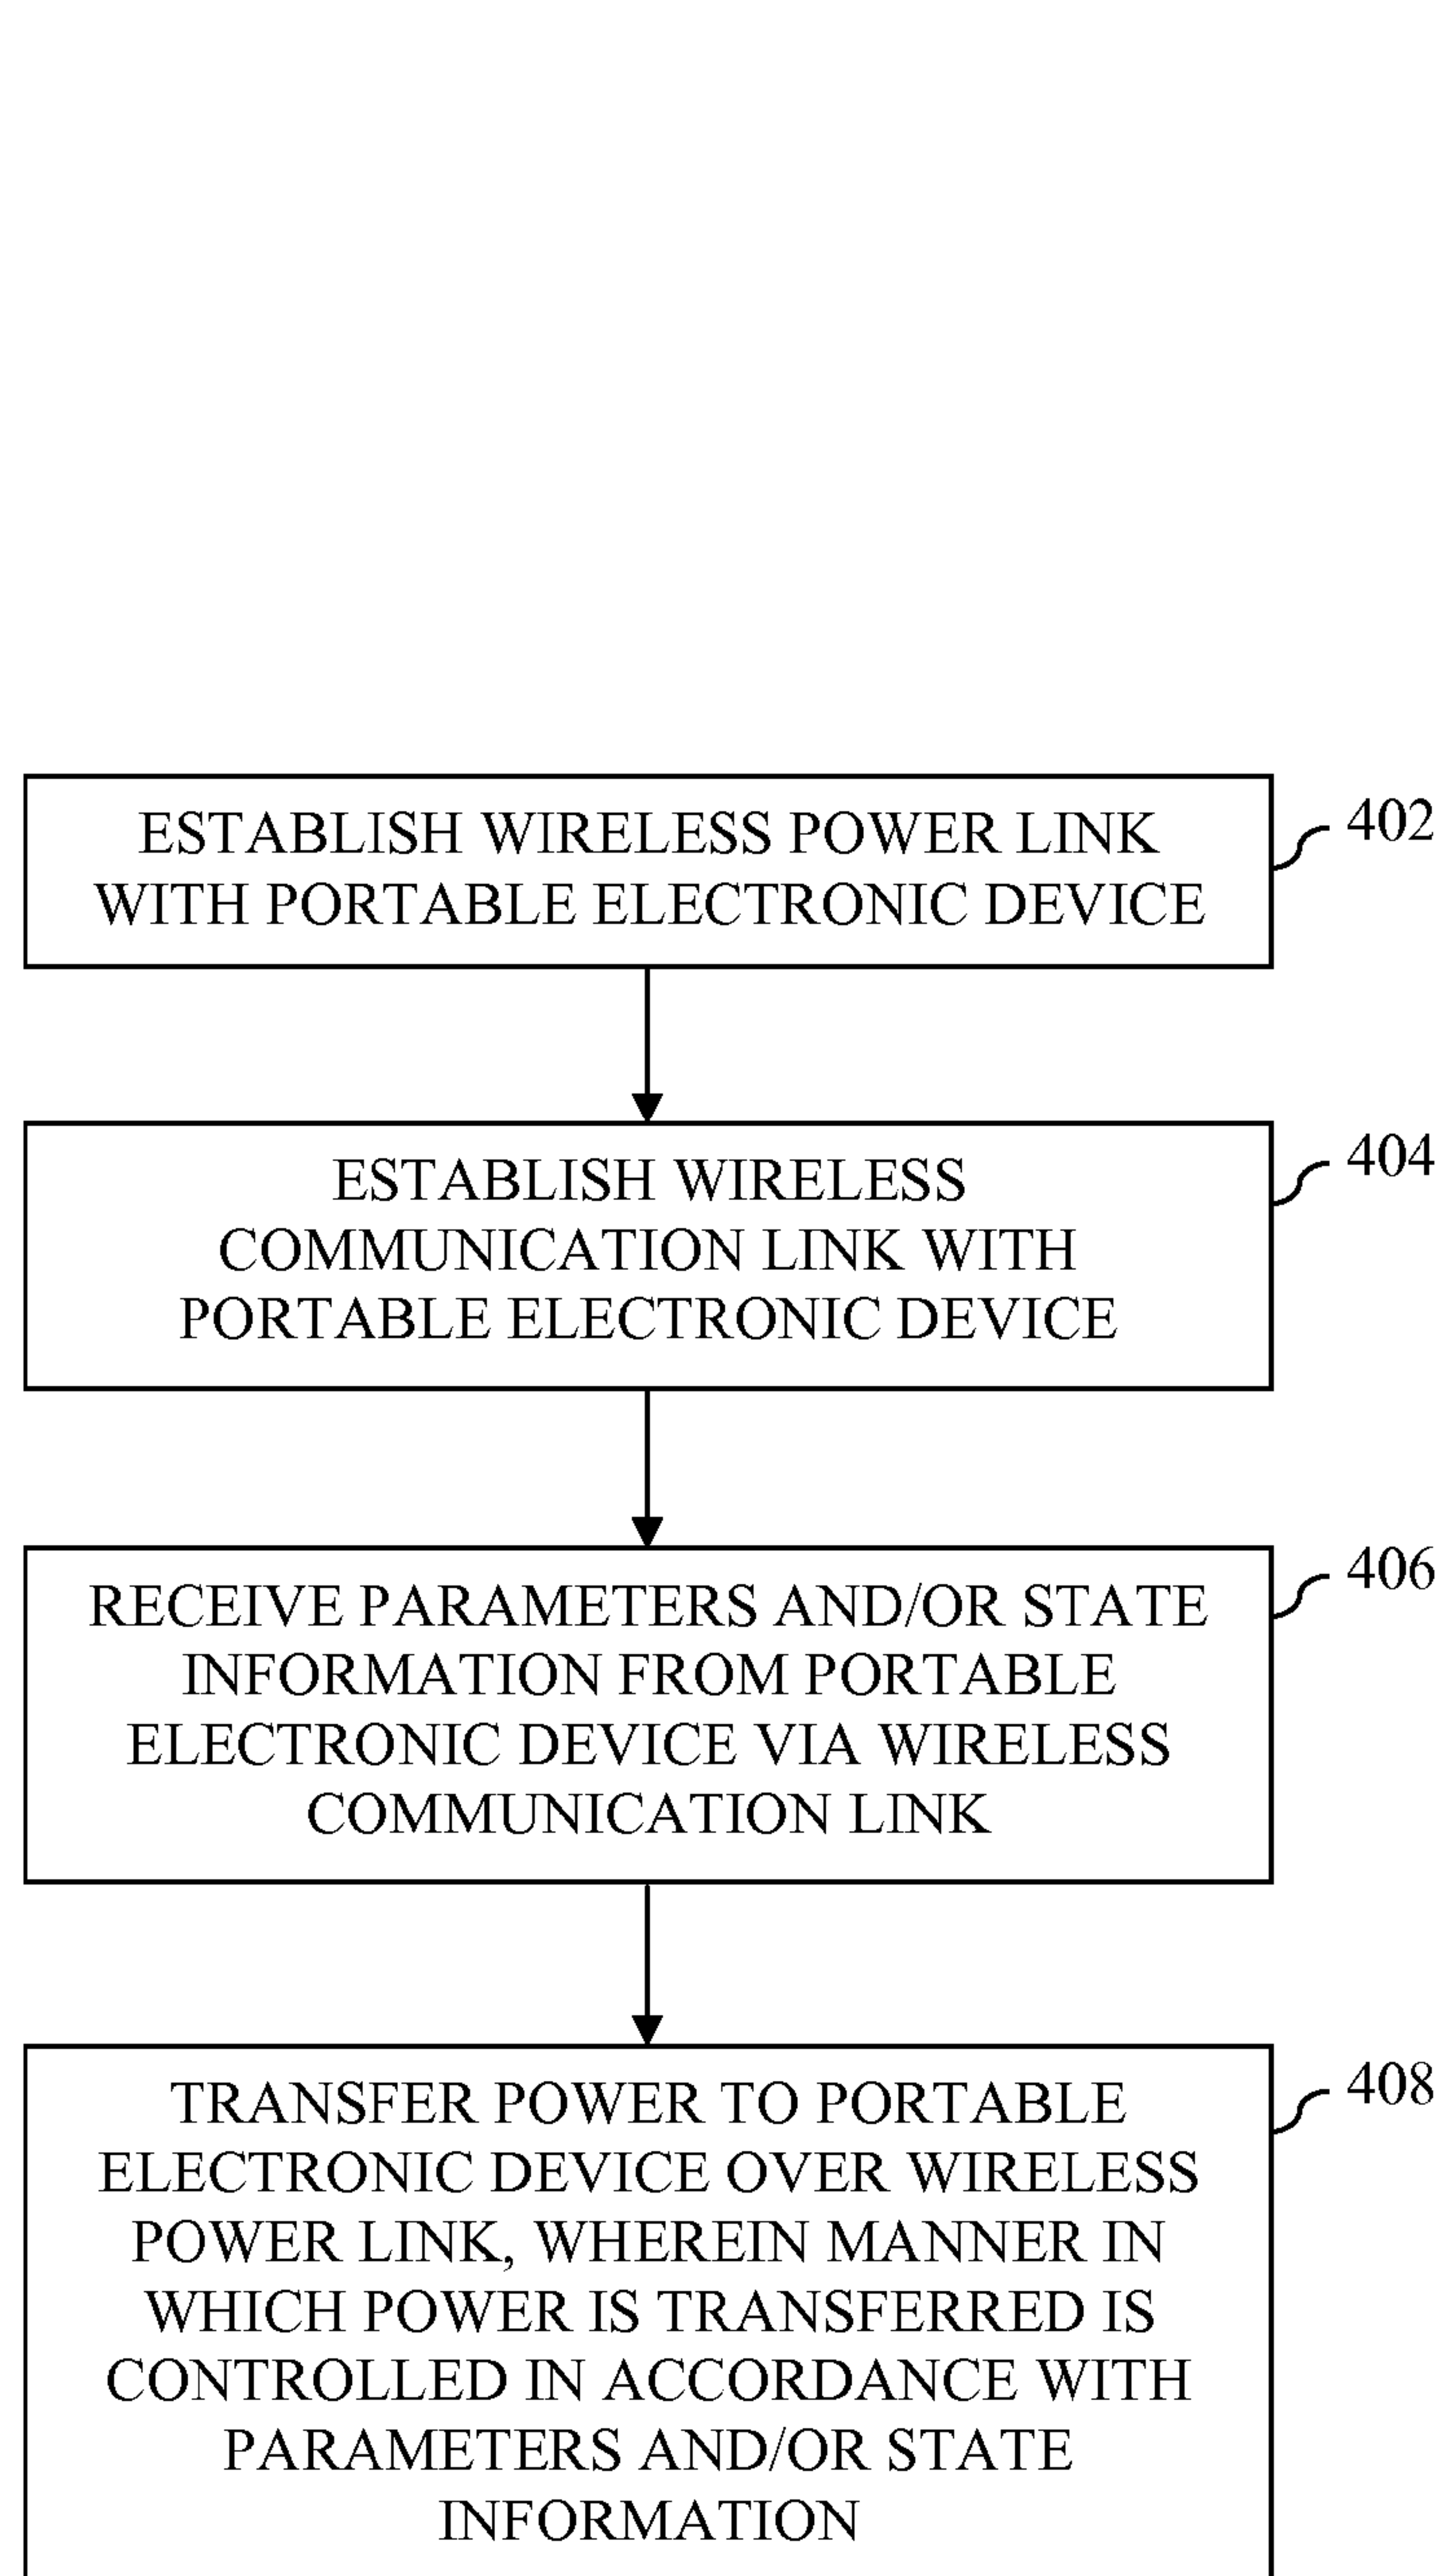 ESTABLISH WIRELESS POWER LINK
WITH PORTABLE ELECTRONIC DEVICE
402
ESTABLISH WIRELESS
COMMUNICATION LINK WITH
PORTABLE ELECTRONIC DEVICE
404
RECEIVE PARAMETERS AND/OR STATE
INFORMATION FROM PORTABLE
ELECTRONIC DEVICE VIA WIRELESS
COMMUNICATION LINK
406
TRANSFER POWER TO PORTABLE
ELECTRONIC DEVICE OVER WIRELESS
POWER LINK, WHEREIN MANNER IN
WHICH POWER IS TRANSFERRED IS
CONTROLLED IN ACCORDANCE WITH
PARAMETERS AND/OR STATE
INFORMATION
408